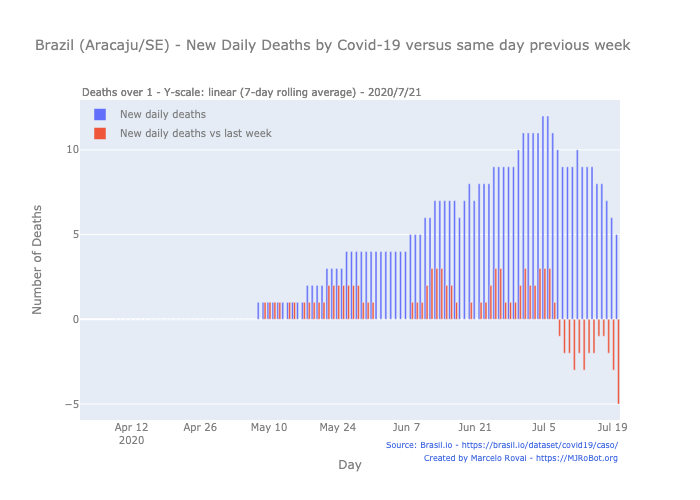 Brazil (Aracaju/SE) - New Daily Deaths by Covid-19 versus same day previous week
Deaths over 1 - Y-scale: linear (7-day rolling average) - 2020/7/21
New daily deaths
New daily deaths vs last week
10
5
0
−5
Number of Deaths
Apr 12
2020
Apr 26
May 10
May 24
Jun 7
Jun 21
Jul 5
Jul 19
Day
Source: Brasil.io - https://brasil.io/dataset/covid19/caso/
Created by Marcelo Rovai - https://MJRoBot.org